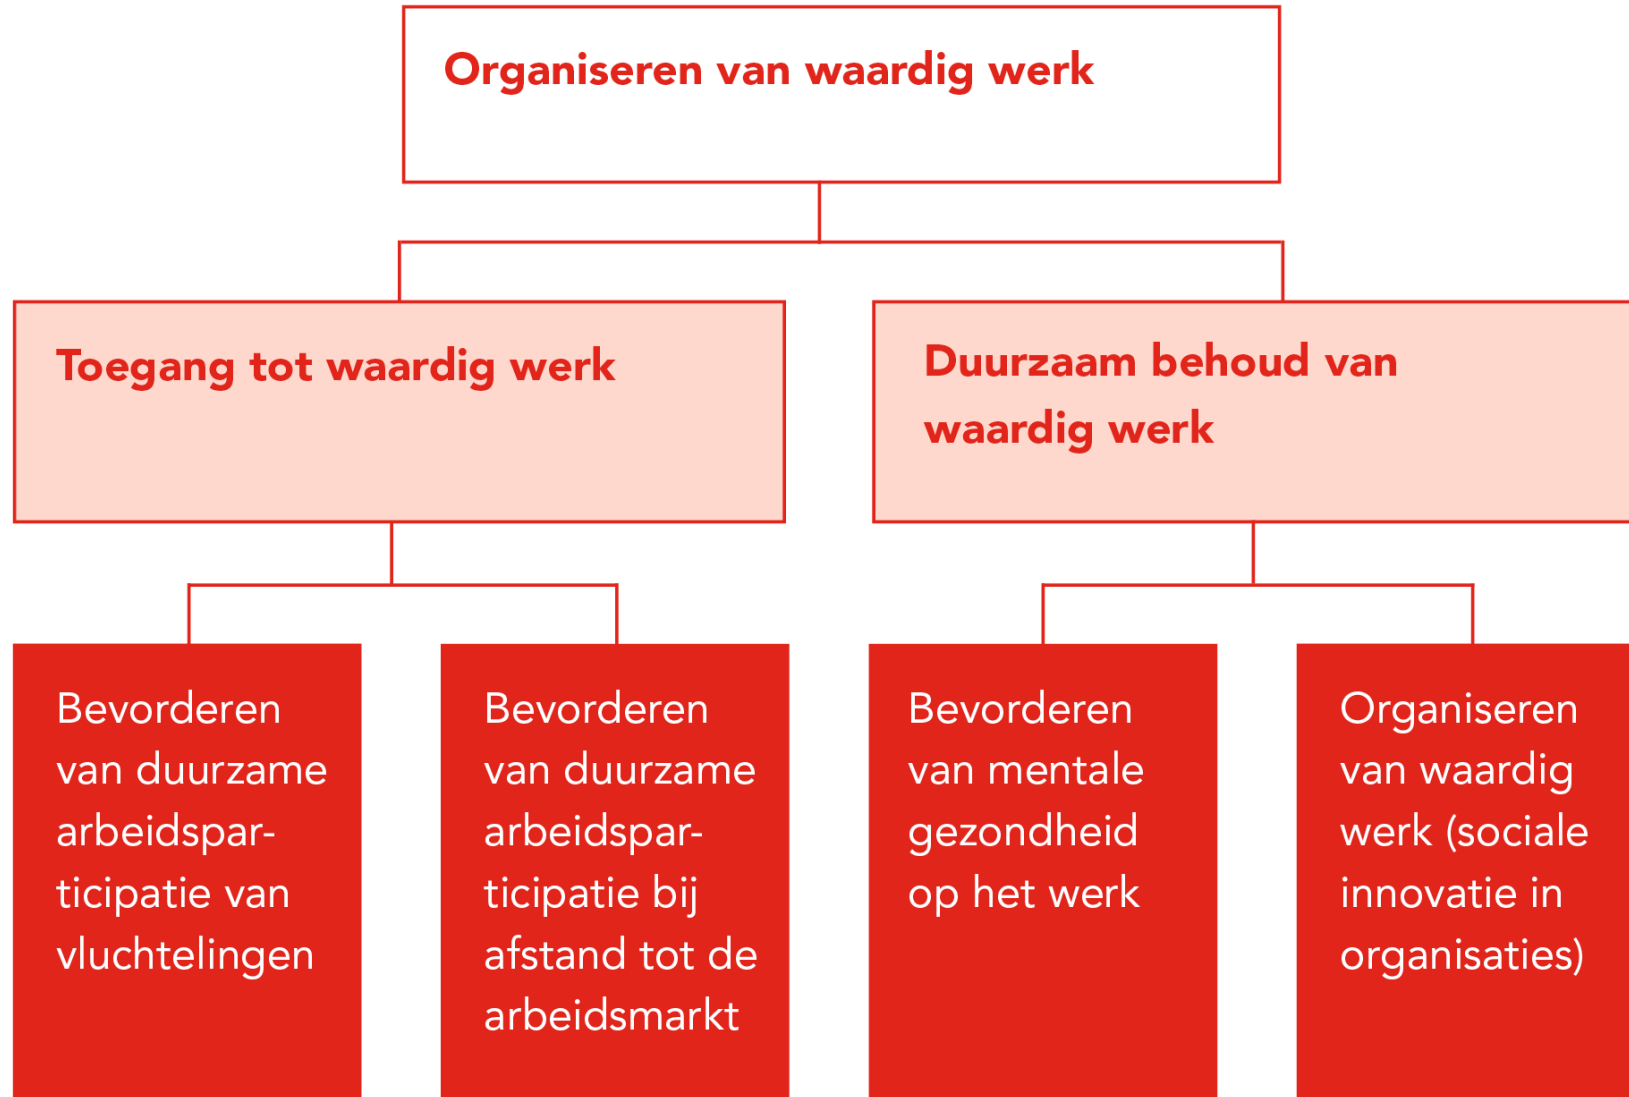 Organiseren van waardig werk
Toegang tot waardig werk
Duurzaam behoud van
waardig werk
Bevorderen
van duurzame
arbeidspar-
ticipatie van
vluchtelingen
Bevorderen
van duurzame
arbeidspar-
ticipatie bij
afstand tot de
arbeidsmarkt
Bevorderen
van mentale
gezondheid
op het werk
Organiseren
van waardig
werk (sociale
innovatie in
organisaties)